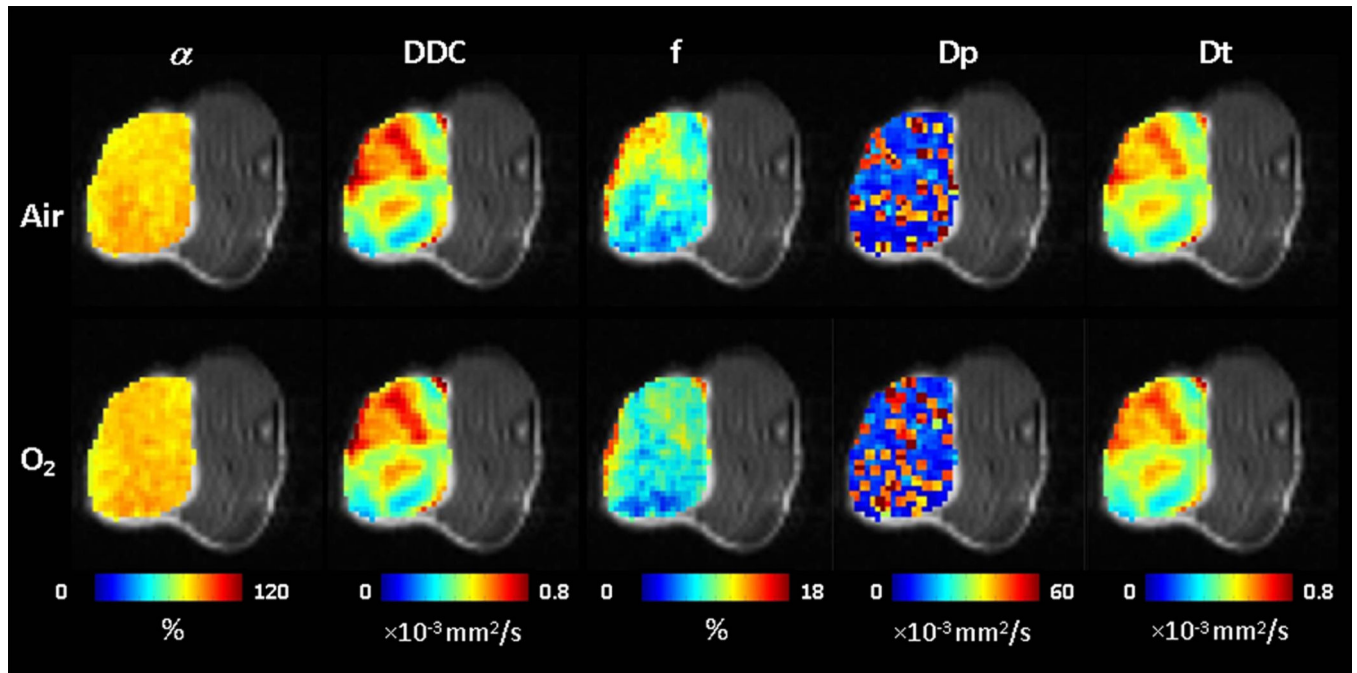 α DDC f Dp Dt
Air
O₂
0 120 0 0.8 0 18 0 60 0 0.8
% ×10⁻³ mm²/s % ×10⁻³ mm²/s ×10⁻³ mm²/s